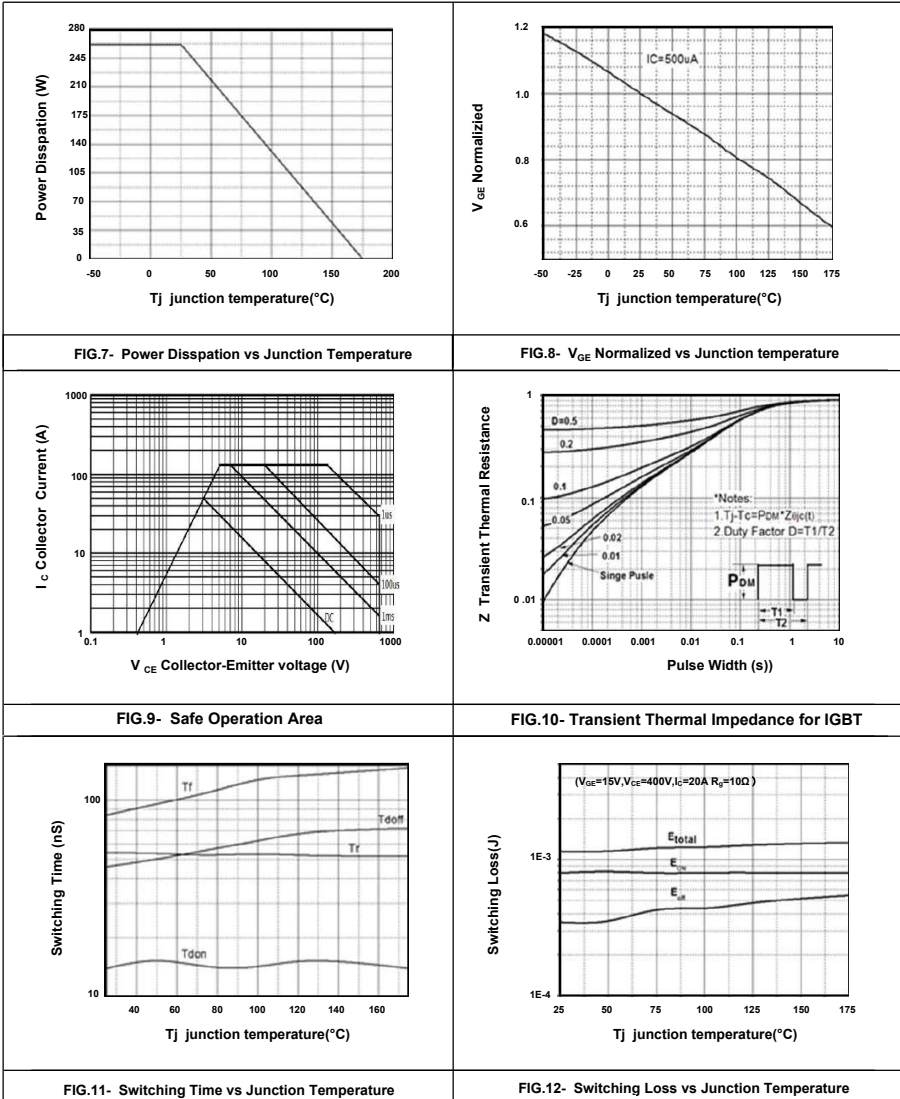 280
245
210
175
140
105
70
35
0
-50 0 50 100 150 200
Power Disspation (W)
Tj junction temperature(°C)
FIG.7- Power Disspation vs Junction Temperature
1.2
1.0
0.8
0.6
-50 -25 0 25 50 75 100 125 150 175
V GE Normalizied
IC=500uA
Tj junction temperature(°C)
FIG.8- VGE Normalized vs Junction temperature
1000
100
10
1
0.1 1 10 100 1000
I C Collector Current (A)
1us
100us
1ms
DC
V CE Collector-Emitter voltage (V)
FIG.9- Safe Operation Area
1
0.1
0.01
0.00001 0.0001 0.001 0.01 0.1 1 10
Z Transient Thermal Resistance
D=0.5
0.2
0.1
0.05
0.02
0.01
Singe Pusle
*Notes:
1.Tj-Tc=PDM*Zθjc(t)
2.Duty Factor D=T1/T2
PDM
T1
T2
Pulse Width (s))
FIG.10- Transient Thermal Impedance for IGBT
100
10
40 60 80 100 120 140 160
Switching Time (nS)
Tf
Tdoff
Tr
Tdon
Tj junction temperature(°C)
FIG.11- Switching Time vs Junction Temperature
(VGE=15V,VCE=400V,IC=20A Rg=10Ω )
1E-3
1E-4
25 50 75 100 125 150 175
Switching Loss(J)
Etotal
EON
Eoff
Tj junction temperature(°C)
FIG.12- Switching Loss vs Junction Temperature